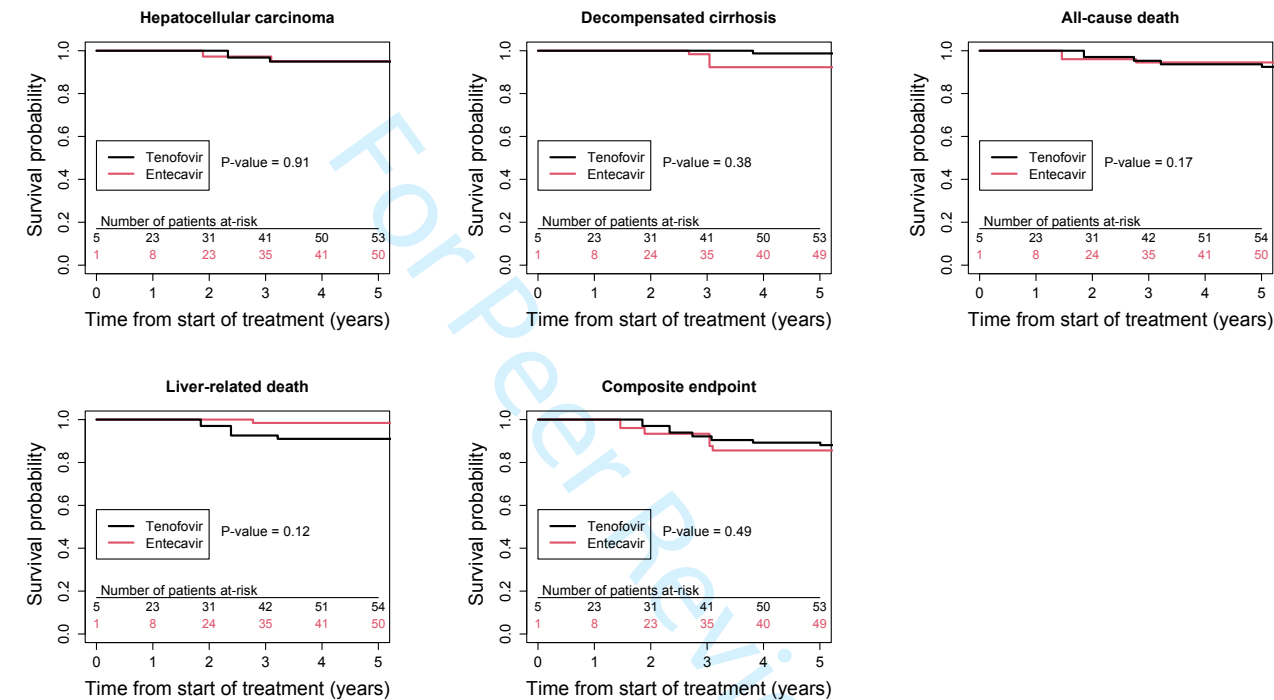 Hepatocellular carcinoma
1.0
0.8
0.6
0.4
0.2
0.0
Survival probability
Tenofovir
Entecavir
P-value = 0.91
Number of patients at-risk
5 23 31 41 50 53
1 8 23 35 41 50
0 1 2 3 4 5
Time from start of treatment (years)
Decompensated cirrhosis
1.0
0.8
0.6
0.4
0.2
0.0
Survival probability
Tenofovir
Entecavir
P-value = 0.38
Number of patients at-risk
5 23 31 41 50 53
1 8 24 35 40 49
0 1 2 3 4 5
Time from start of treatment (years)
All-cause death
1.0
0.8
0.6
0.4
0.2
0.0
Survival probability
Tenofovir
Entecavir
P-value = 0.17
Number of patients at-risk
5 23 31 42 51 54
1 8 24 35 41 50
0 1 2 3 4 5
Time from start of treatment (years)
Liver-related death
1.0
0.8
0.6
0.4
0.2
0.0
Survival probability
Tenofovir
Entecavir
P-value = 0.12
Number of patients at-risk
5 23 31 42 51 54
1 8 24 35 41 50
0 1 2 3 4 5
Time from start of treatment (years)
Composite endpoint
1.0
0.8
0.6
0.4
0.2
0.0
Survival probability
Tenofovir
Entecavir
P-value = 0.49
Number of patients at-risk
5 23 31 41 50 53
1 8 23 35 40 49
0 1 2 3 4 5
Time from start of treatment (years)
For Peer Revi